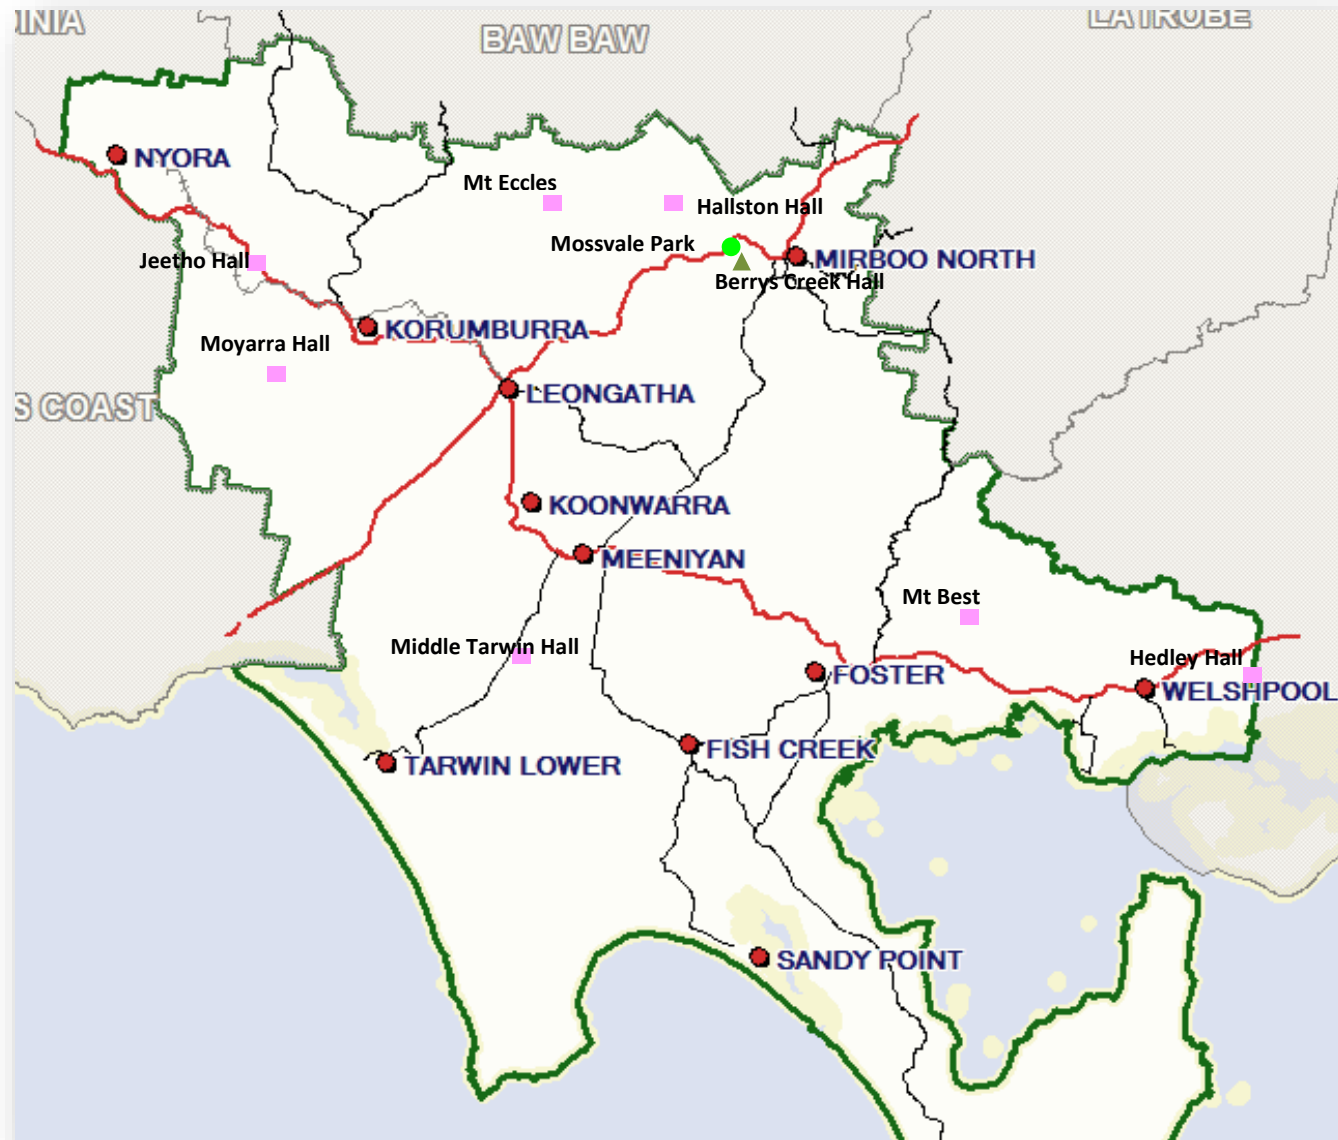 INIA
LATROBE
BAW BAW
NYORA
Mt Eccles
Hallston Hall
Mossvale Park
Jeetho Hall
MIRBOO NORTH
Berrys Creek Hall
KORUMBURRA
Moyarra Hall
LEONGATHA
S COAST
KOONWARRA
MEENIYAN
Mt Best
Middle Tarwin Hall
Hedley Hall
FOSTER
WELSHPOOL
FISH CREEK
TARWIN LOWER
SANDY POINT